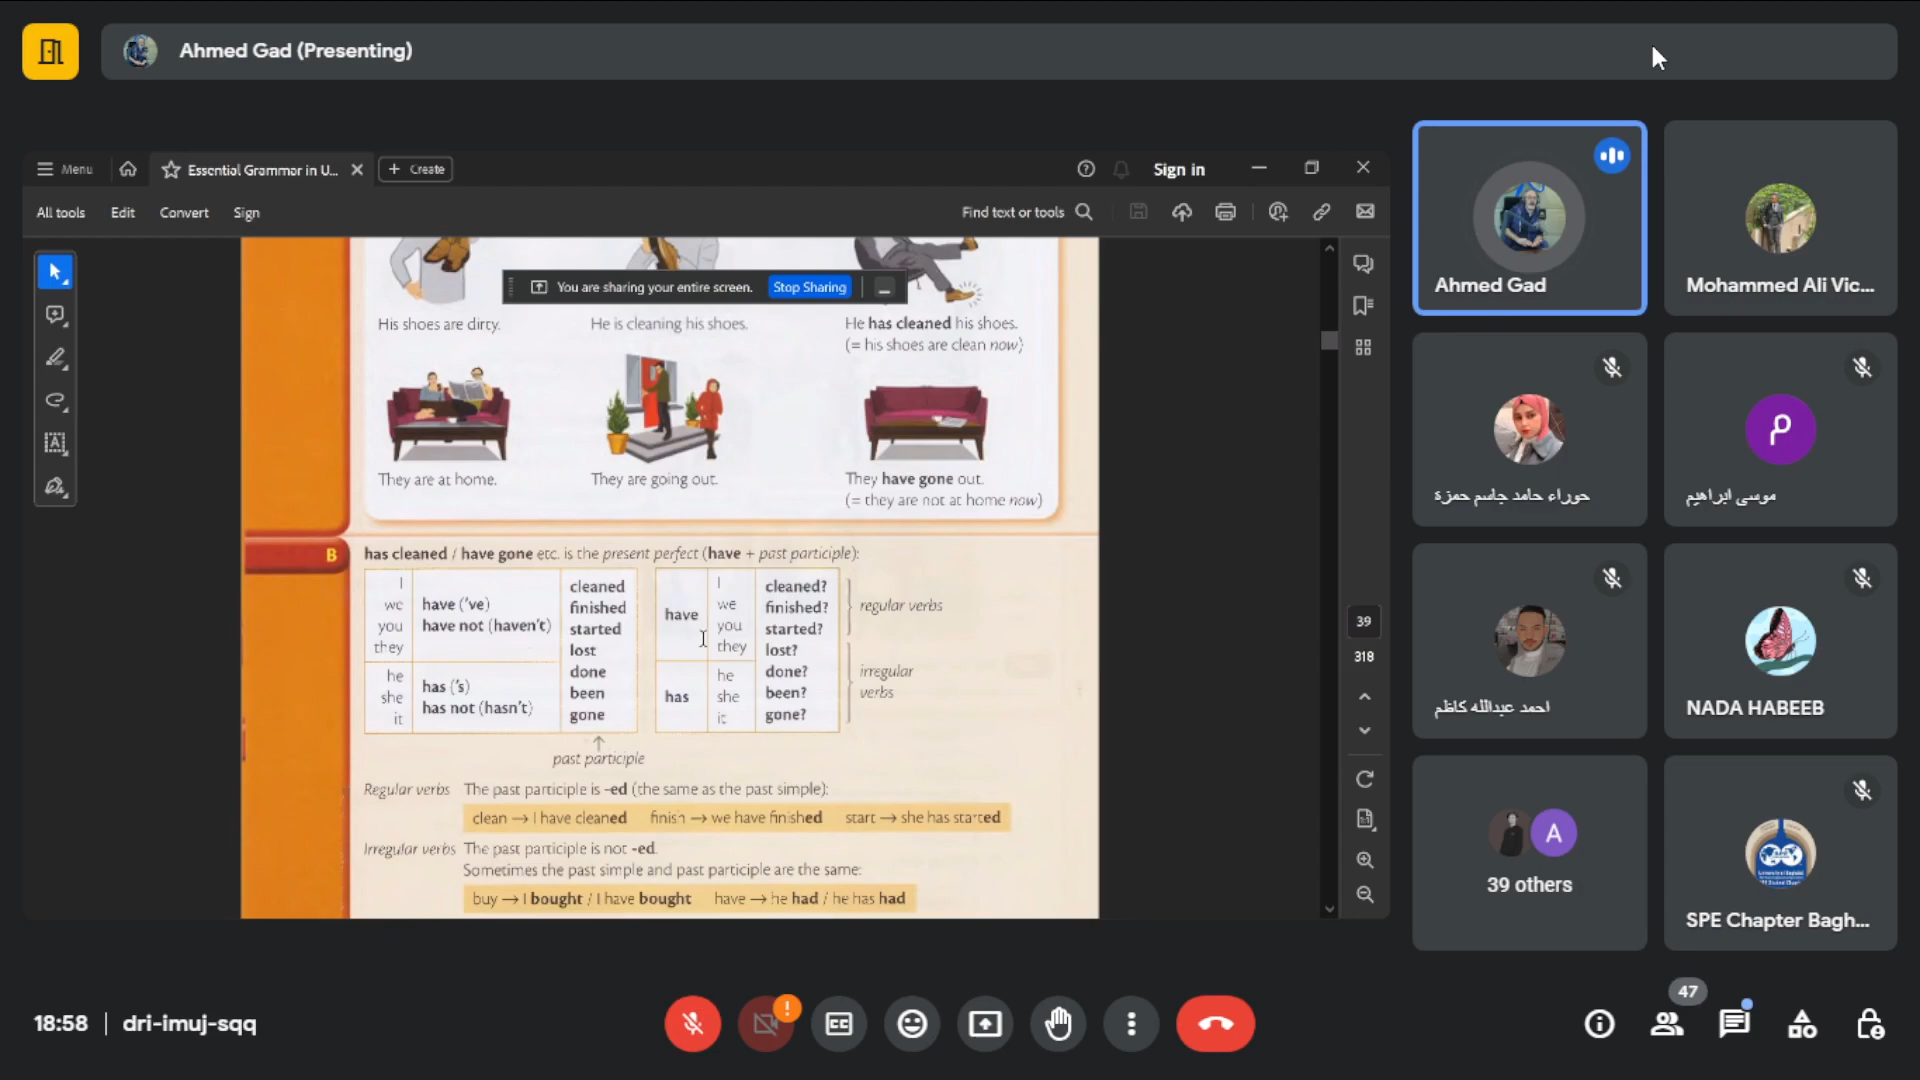 Ahmed Gad (Presenting)
Menu
Essential Grammar in U...
Create
Sign in
All tools
Edit
Convert
Sign
Find text or tools
You are sharing your entire screen.
Stop Sharing
His shoes are dirty.
He is cleaning his shoes.
He has cleaned his shoes.
(= his shoes are clean now)
They are at home.
They are going out.
They have gone out.
(= they are not at home now)
B
has cleaned / have gone etc. is the present perfect (have + past participle):
I
we
you
they
have ('ve)
have not (haven't)
he
she
it
has ('s)
has not (hasn't)
cleaned
finished
started
lost
done
been
gone
past participle
have
I
we
you
they
has
he
she
it
cleaned?
finished?
started?
lost?
done?
been?
gone?
regular verbs
irregular
verbs
Regular verbs The past participle is -ed (the same as the past simple):
clean → I have cleaned finish → we have finished start → she has started
Irregular verbs The past participle is not -ed.
Sometimes the past simple and past participle are the same:
buy → I bought / I have bought have → he had / he has had
39
318
Ahmed Gad
Mohammed Ali Vic...
حوراء حامد جاسم حمزة
م
موسى ابراهيم
احمد عبدالله كاظم
NADA HABEEB
A
39 others
SPE Chapter Bagh...
18:58 | dri-imuj-sqq
47